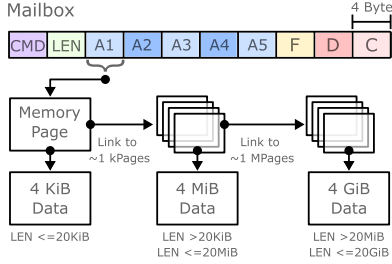 Mailbox
4 Byte
CMD LEN A1 A2 A3 A4 A5 F D C
Memory
Page
Link to
~1 kPages
Link to
~1 MPages
4 KiB
Data
4 MiB
Data
4 GiB
Data
LEN <=20KiB
LEN >20KiB
LEN <=20MiB
LEN >20MiB
LEN <=20GiB